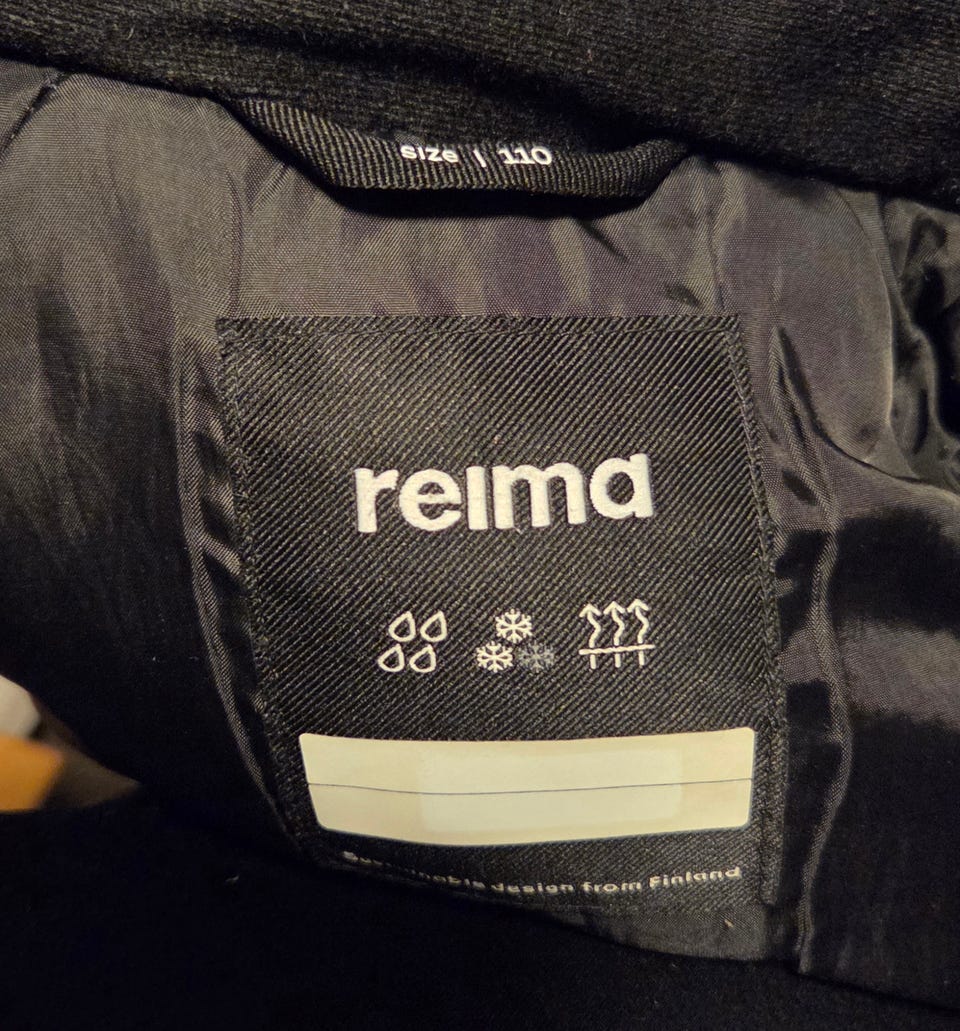 size | 110
reima
Sustainable design from Finland